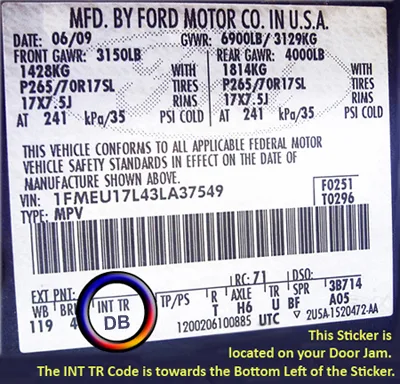 MFD. BY FORD MOTOR CO. IN U.S.A.
DATE: 06/09 GVWR: 6900LB/ 3129KG
FRONT GAWR: 3150LB REAR GAWR: 4000LB
1428KG WITH 1814KG WITH
P265/70R17SL TIRES P265/70R17SL TIRES
17X7.5J RIMS 17X7.5J RIMS
AT 241 kPa/35 PSI COLD AT 241 kPa/35 PSI COLD
THIS VEHICLE CONFORMS TO ALL APPLICABLE FEDERAL MOTOR
VEHICLE SAFETY STANDARDS IN EFFECT ON THE DATE OF
MANUFACTURE SHOWN ABOVE.
VIN: 1FMEU17L43LA37549 F0251
TYPE: MPV T0296
EXT PNT: RC: 71 DSO:
WB BRK INT TR TP/PS R AXLE TR SPR 3B714
119 4 DB T H6 U BF A05
1200206100885 UTC ▽ 2USA-1520472-AA
This Sticker is
located on your Door Jam.
The INT TR Code is towards the Bottom Left of the Sticker.